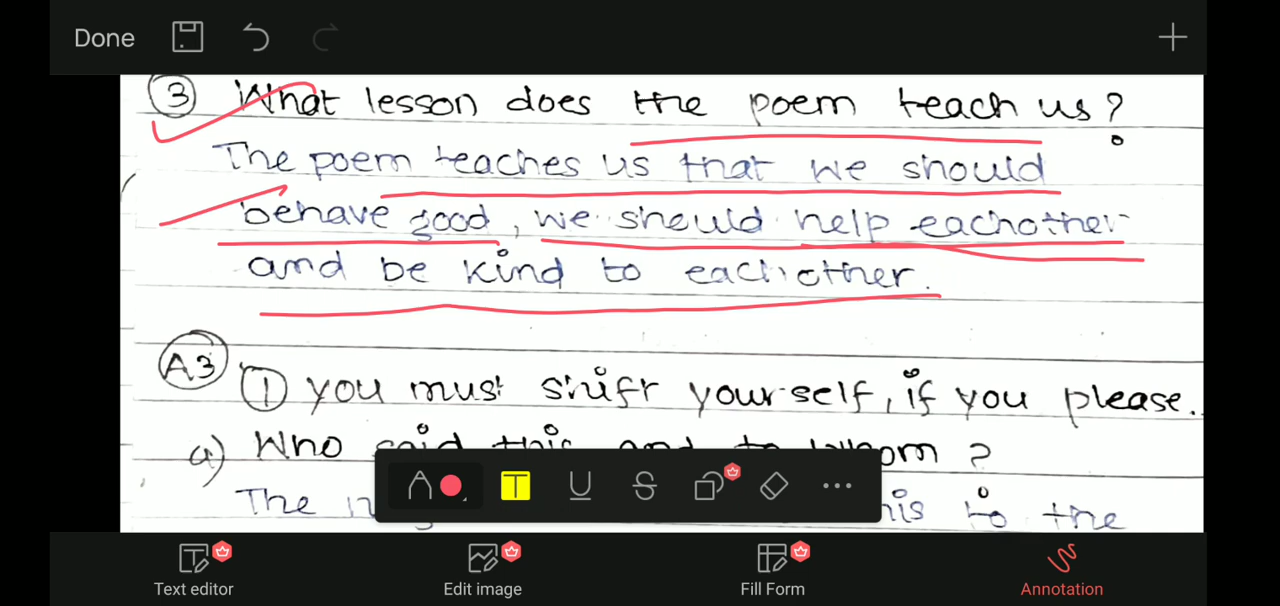 Done
③ What lesson does the poem teach us?
The poem teaches us that we should
behave good, we should help eachother
and be kind to eachother.
A3
① you must shift yourself, if you please.
a) Who said this and to whom?
The his to the
Text editor
Edit image
Fill Form
Annotation